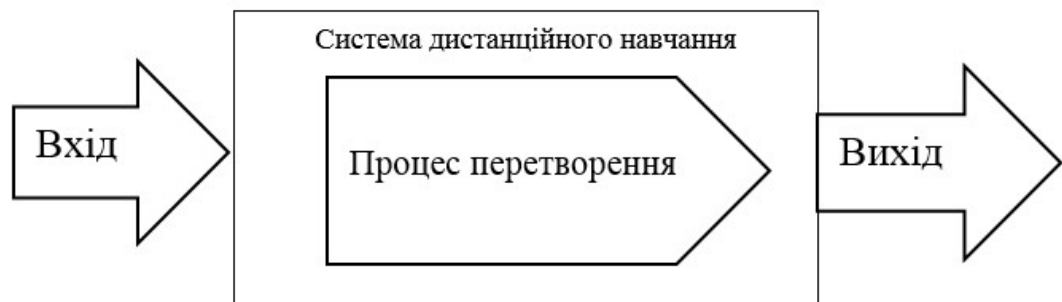 Система дистанційного навчання
Вхід
Процес перетворення
Вихід